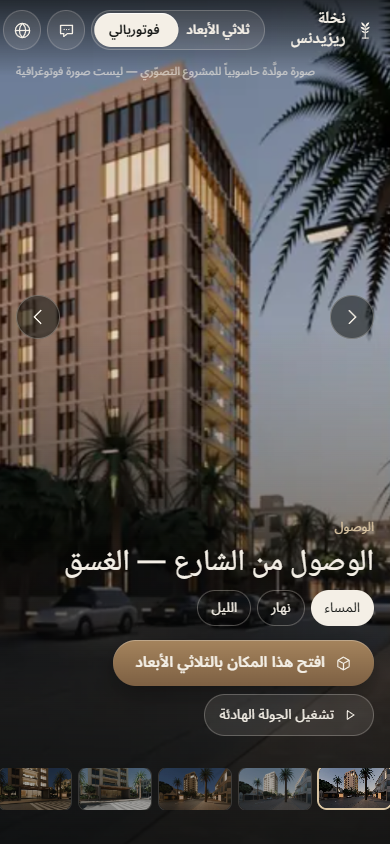 نخلة
ريزيدنس
ثلاثي الأبعاد
فوتوريالي
صورة مولَّدة حاسوبياً للمشروع التصوّري — ليست صورة فوتوغرافية
الوصول
الوصول من الشارع — الغسق
المساء
نهار
الليل
افتح هذا المكان بالثلاثي الأبعاد
تشغيل الجولة الهادئة